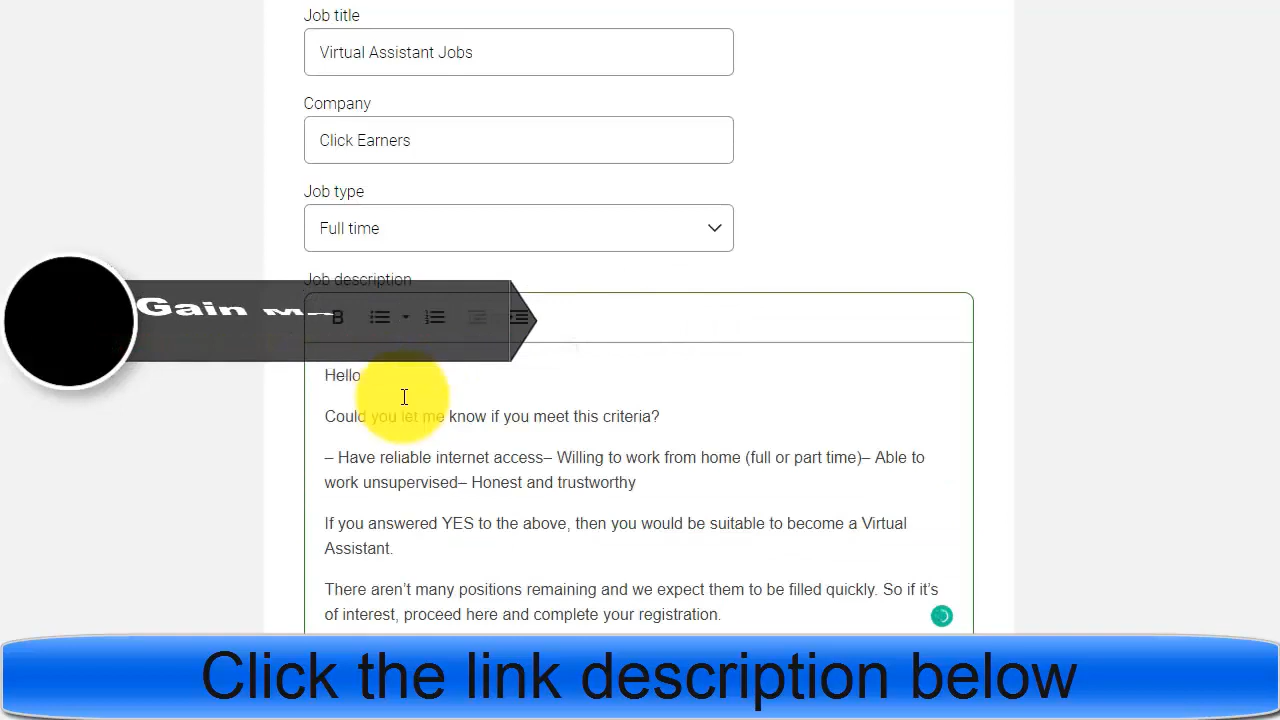 Job title
Virtual Assistant Jobs
Company
Click Earners
Job type
Full time
Job description
Gain
B
Hello
Could you let me know if you meet this criteria?
– Have reliable internet access– Willing to work from home (full or part time)– Able to
work unsupervised– Honest and trustworthy
If you answered YES to the above, then you would be suitable to become a Virtual
Assistant.
There aren’t many positions remaining and we expect them to be filled quickly. So if it’s
of interest, proceed here and complete your registration.
Click the link description below